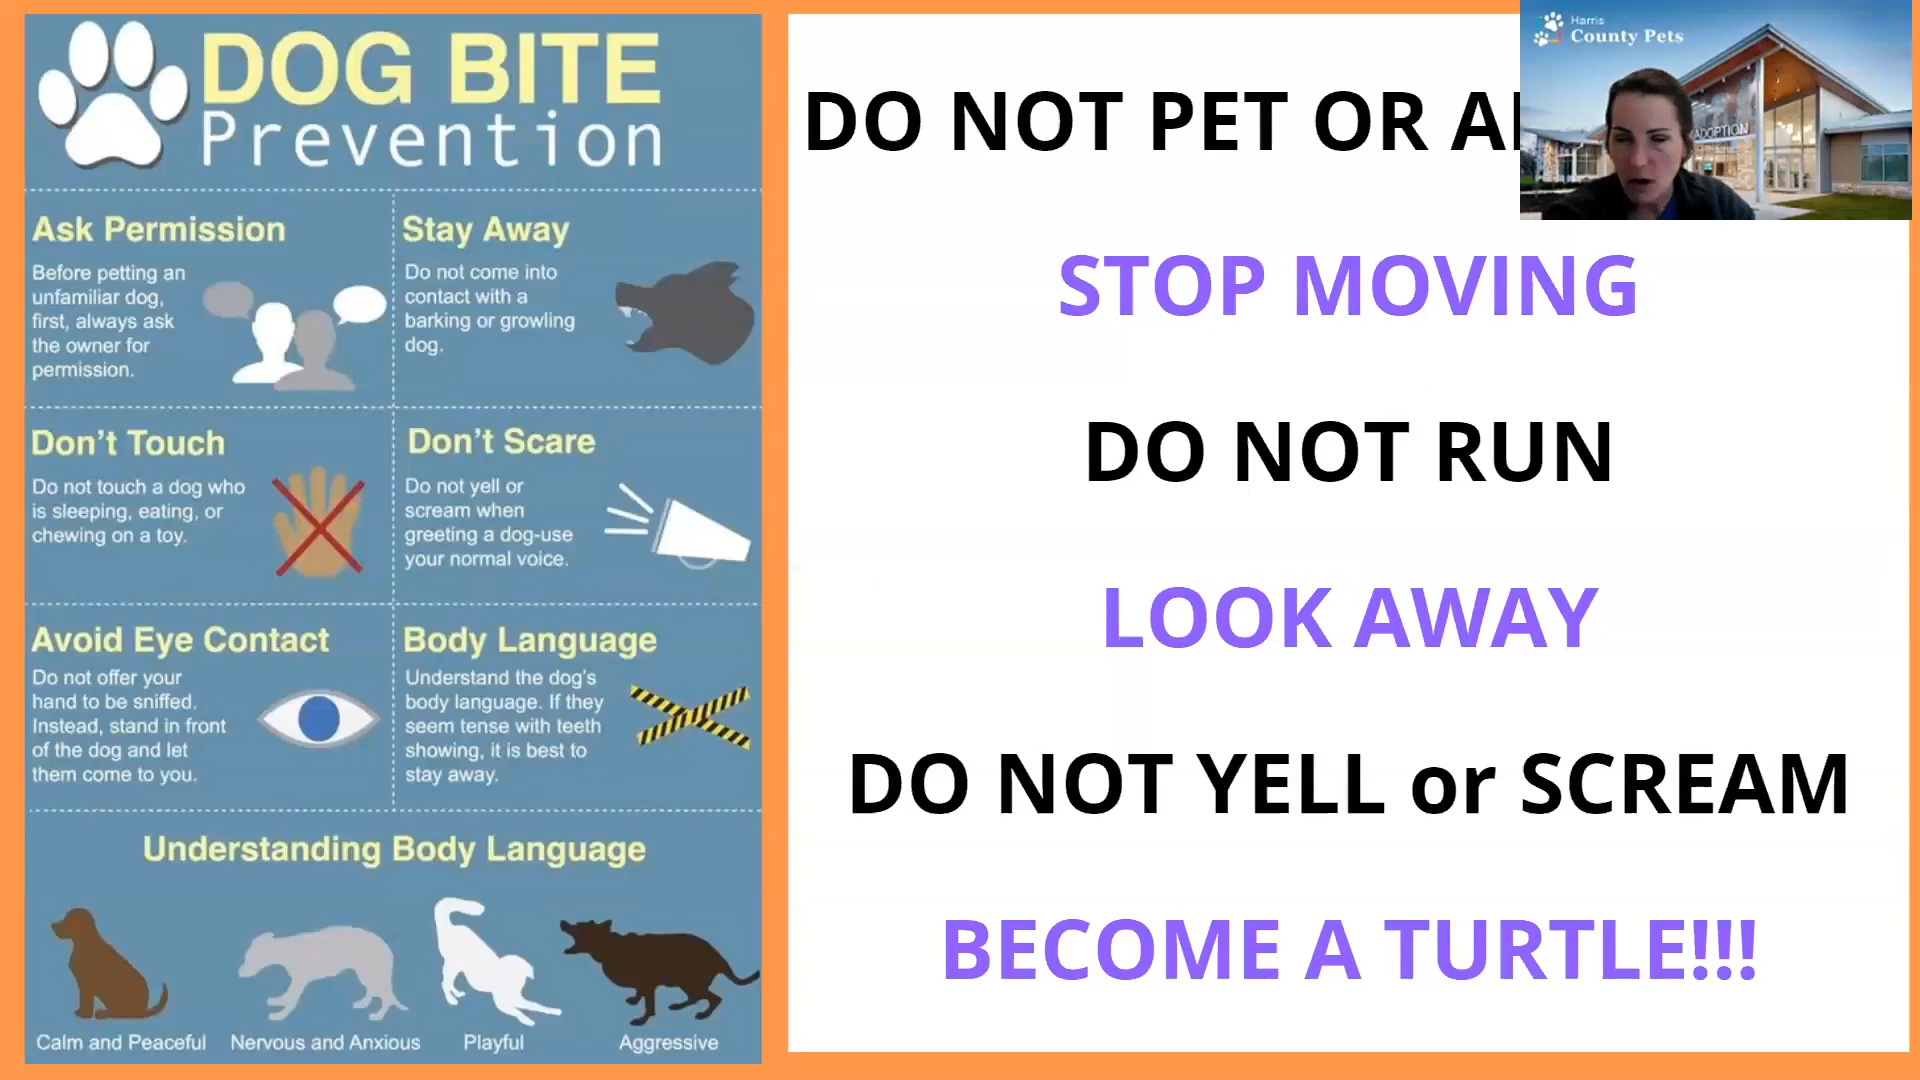 DOG BITE
Prevention
Ask Permission
Before petting an
unfamiliar dog,
first, always ask
the owner for
permission.
Stay Away
Do not come into
contact with a
barking or growling
dog.
Don't Touch
Do not touch a dog who
is sleeping, eating, or
chewing on a toy.
Don't Scare
Do not yell or
scream when
greeting a dog-use
your normal voice.
Avoid Eye Contact
Do not offer your
hand to be sniffed.
Instead, stand in front
of the dog and let
them come to you.
Body Language
Understand the dog's
body language. If they
seem tense with teeth
showing, it is best to
stay away.
Understanding Body Language
Calm and Peaceful
Nervous and Anxious
Playful
Aggressive
DO NOT PET OR
STOP MOVING
DO NOT RUN
LOOK AWAY
DO NOT YELL or SCREAM
BECOME A TURTLE!!!
Harris
County Pets
ADOPTION